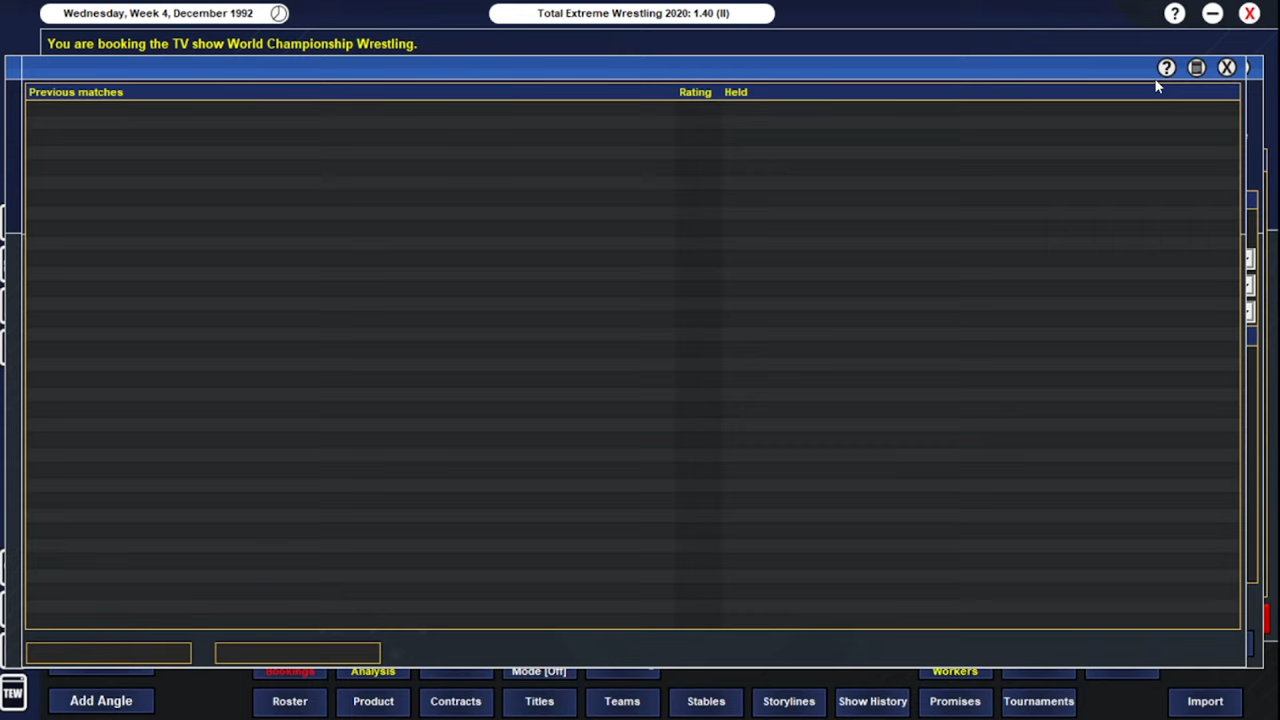 Wednesday, Week 4, December 1992
Total Extreme Wrestling 2020: 1.40 (II)
? X
You are booking the TV show World Championship Wrestling.
? X
Previous matches Rating Held
Bookings Analysis Mode [Off] Workers
TEW Add Angle Roster Product Contracts Titles Teams Stables Storylines Show History Promises Tournaments Import